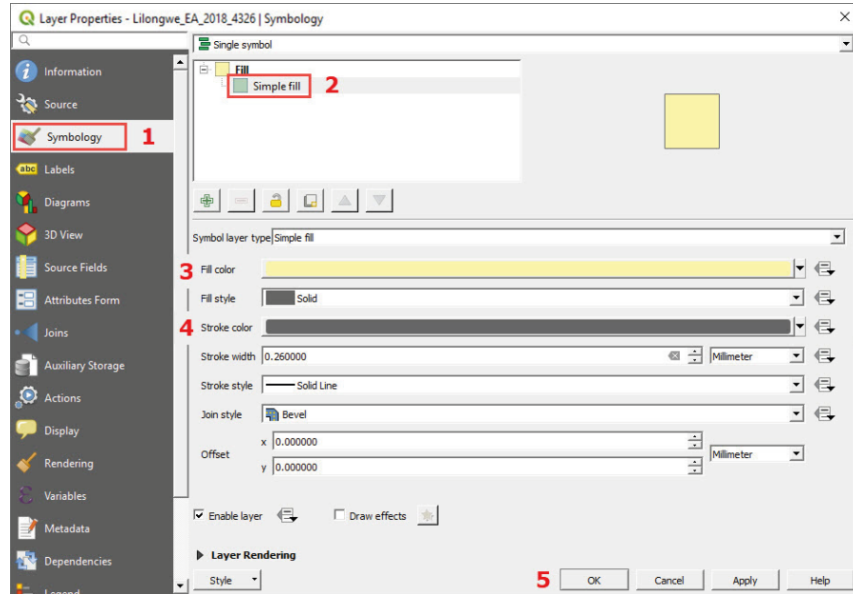 Layer Properties - Lilongwe_EA_2018_4326 | Symbology
Information
Source
Symbology 1
abc Labels
Diagrams
3D View
Source Fields
Attributes Form
Joins
Auxiliary Storage
Actions
Display
Rendering
Variables
Metadata
Dependencies
Legend
Single symbol
Fill
Simple fill 2
Symbol layer type Simple fill
3 Fill color
Fill style Solid
4 Stroke color
Stroke width 0.260000 Millimeter
Stroke style Solid Line
Join style Bevel
Offset x 0.000000 Millimeter
y 0.000000
Enable layer Draw effects
Layer Rendering
Style 5 OK Cancel Apply Help